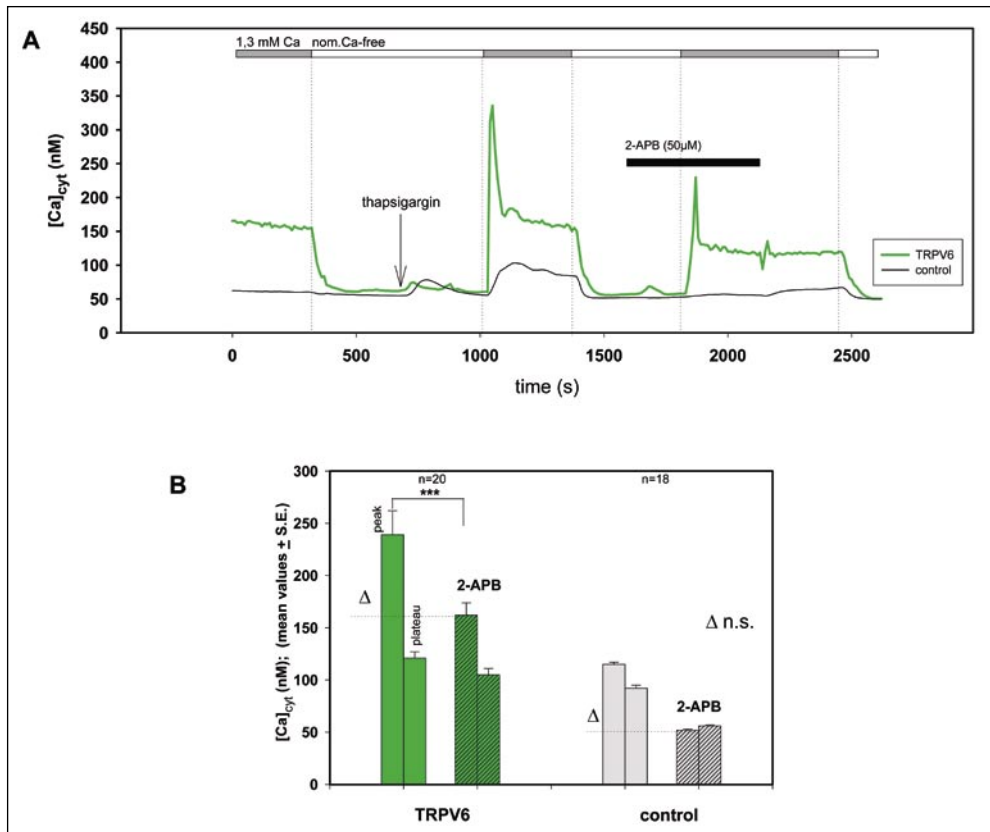 A
450
400
350
300
250
200
150
100
50
0
[Ca]cyt (nM)
1,3 mM Ca nom.Ca-free
thapsigargin
2-APB (50µM)
TRPV6
control
0 500 1000 1500 2000 2500
time (s)
B
300
250
200
150
100
50
0
[Ca]cyt (nM); (mean values ± S.E.)
n=20
n=18
***
peak
plateau
Δ
2-APB
Δ n.s.
Δ
2-APB
TRPV6
control